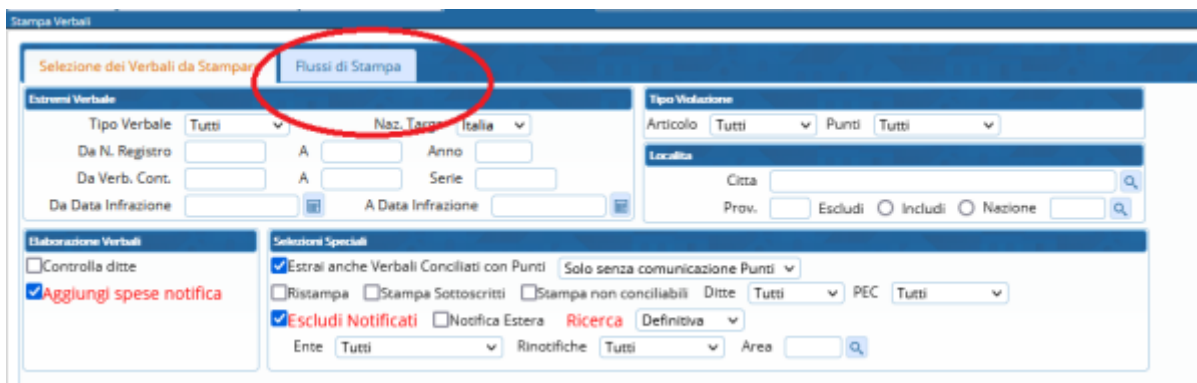 Stampa Verbali
Selezione dei Verbali da Stampare Flussi di Stampa
Estremi Verbale
Tipo Verbale Tutti Naz. Targa Italia
Da N. Registro A Anno
Da Verb. Cont. A Serie
Da Data Infrazione A Data Infrazione
Tipo Violazione
Articolo Tutti Punti Tutti
Localita
Citta
Prov. Escludi Includi Nazione
Elaborazione Verbali
Controlla ditte
Aggiungi spese notifica
Selezioni Speciali
Estrai anche Verbali Conciliati con Punti Solo senza comunicazione Punti
Ristampa Stampa Sottoscritti Stampa non conciliabili Ditte Tutti PEC Tutti
Escludi Notificati Notifica Estera Ricerca Definitiva
Ente Tutti Rinotifiche Tutti Area